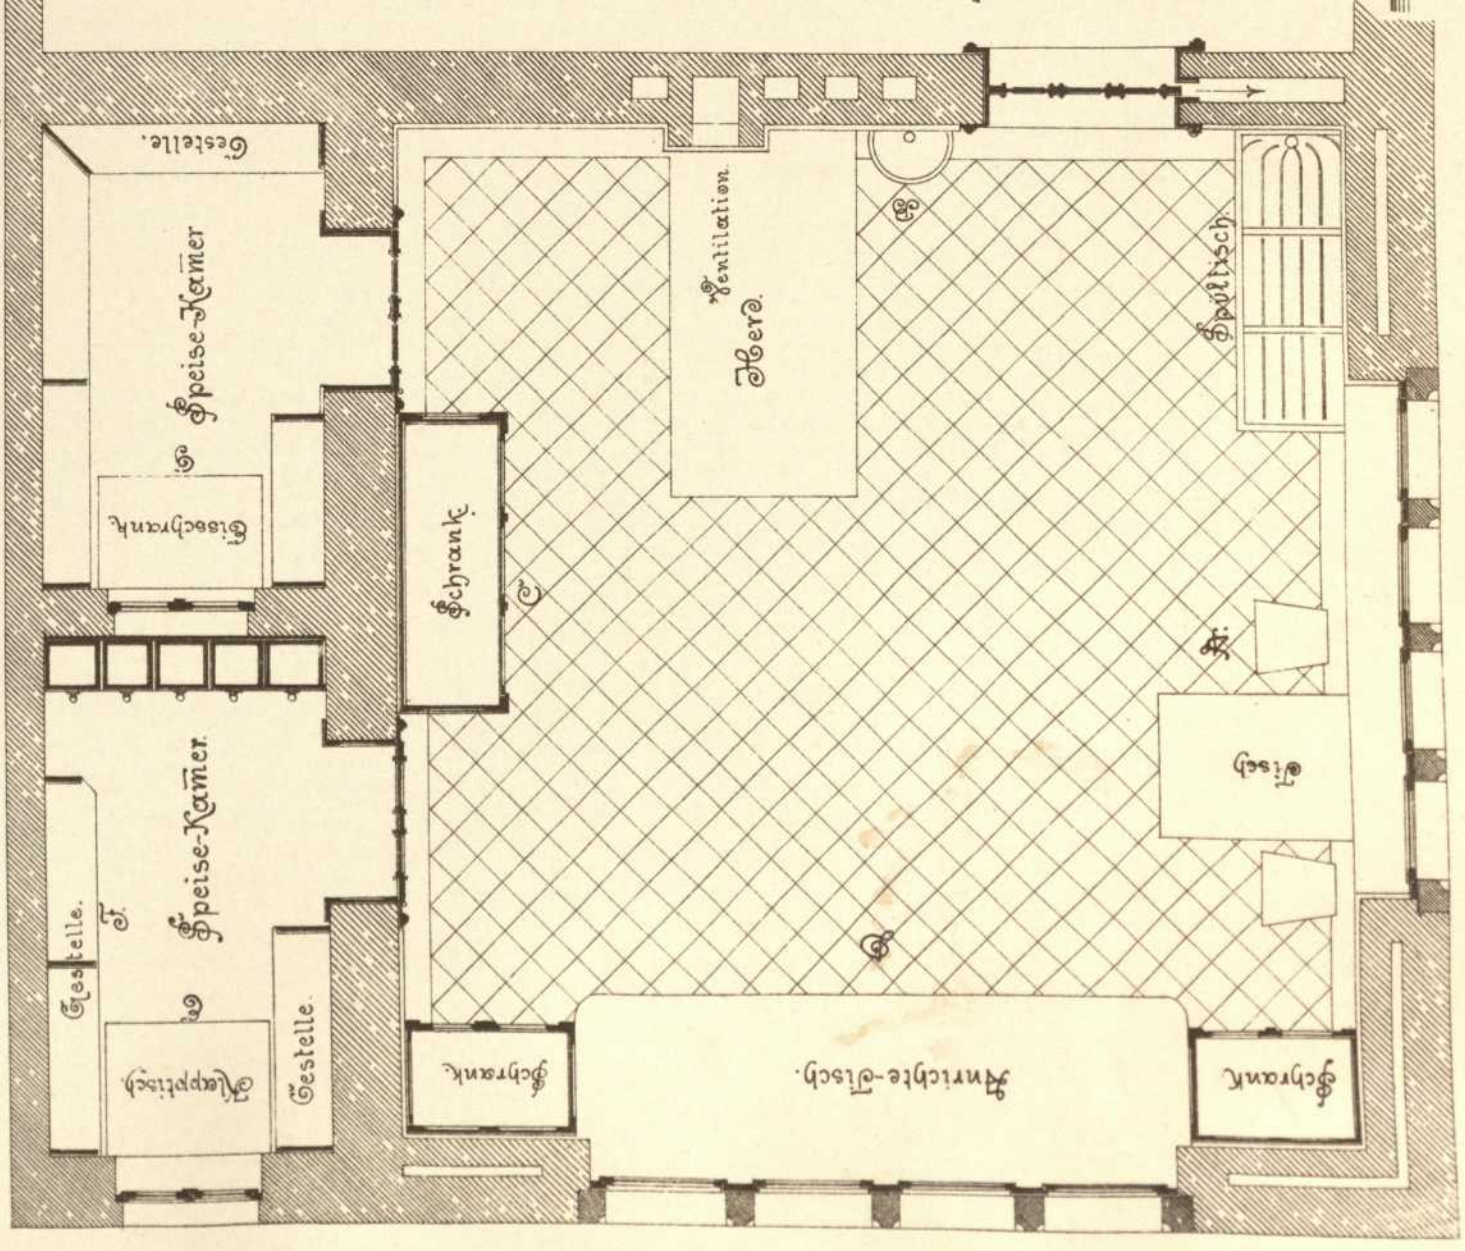 Gestelle.
Speise-Kam̄er
G
Eisschrank.
Ventilation.
Herd.
B
Spültisch.
Schrank.
C
A.
Tisch
Speise-Kam̄er.
Gestelle.
F.
E
Klapptisch.
Gestelle.
Schrank.
Anrichte-Tisch.
Schrank.